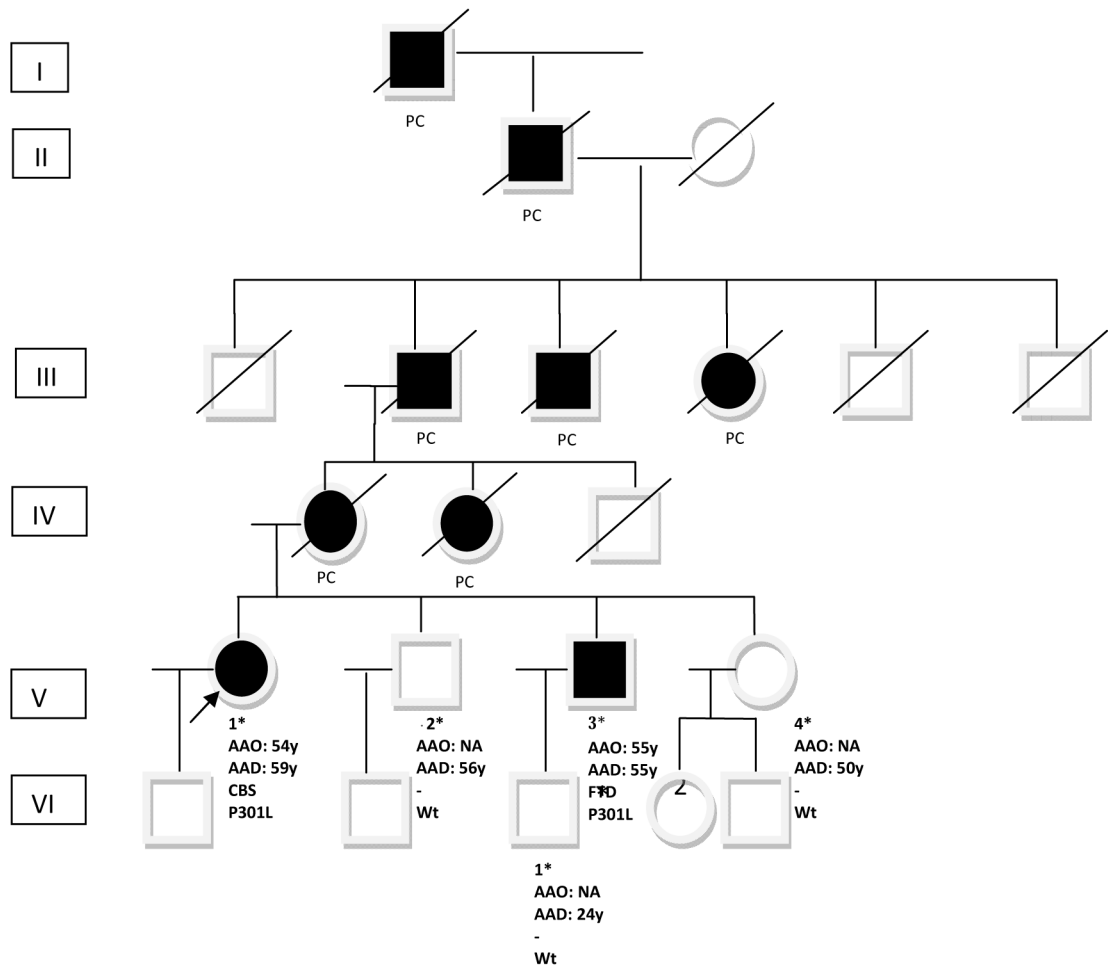 I
PC
II
PC
III
PC
PC
PC
IV
PC
PC
V
1*
AAO: 54y
AAD: 59y
CBS
P301L
2*
AAO: NA
AAD: 56y
-
Wt
3*
AAO: 55y
AAD: 55y
FTD
P301L
4*
AAO: NA
AAD: 50y
-
Wt
VI
2
1*
AAO: NA
AAD: 24y
-
Wt